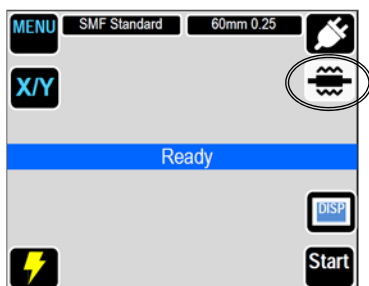 MENU SMF Standard 60mm 0.25
X/Y
Ready
DISP
Start